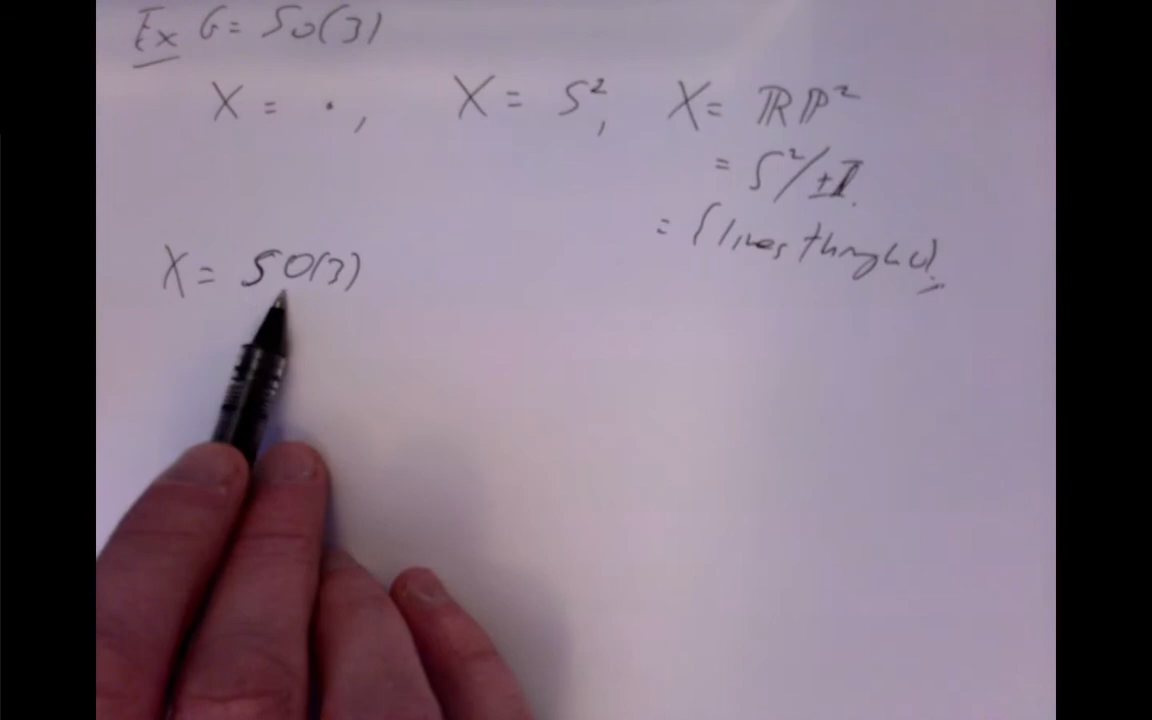 Ex G = SO(3)
X = · , X = S², X = ℝℙ²
= S²/±I.
= {lines through 0}.
X = SO(3)